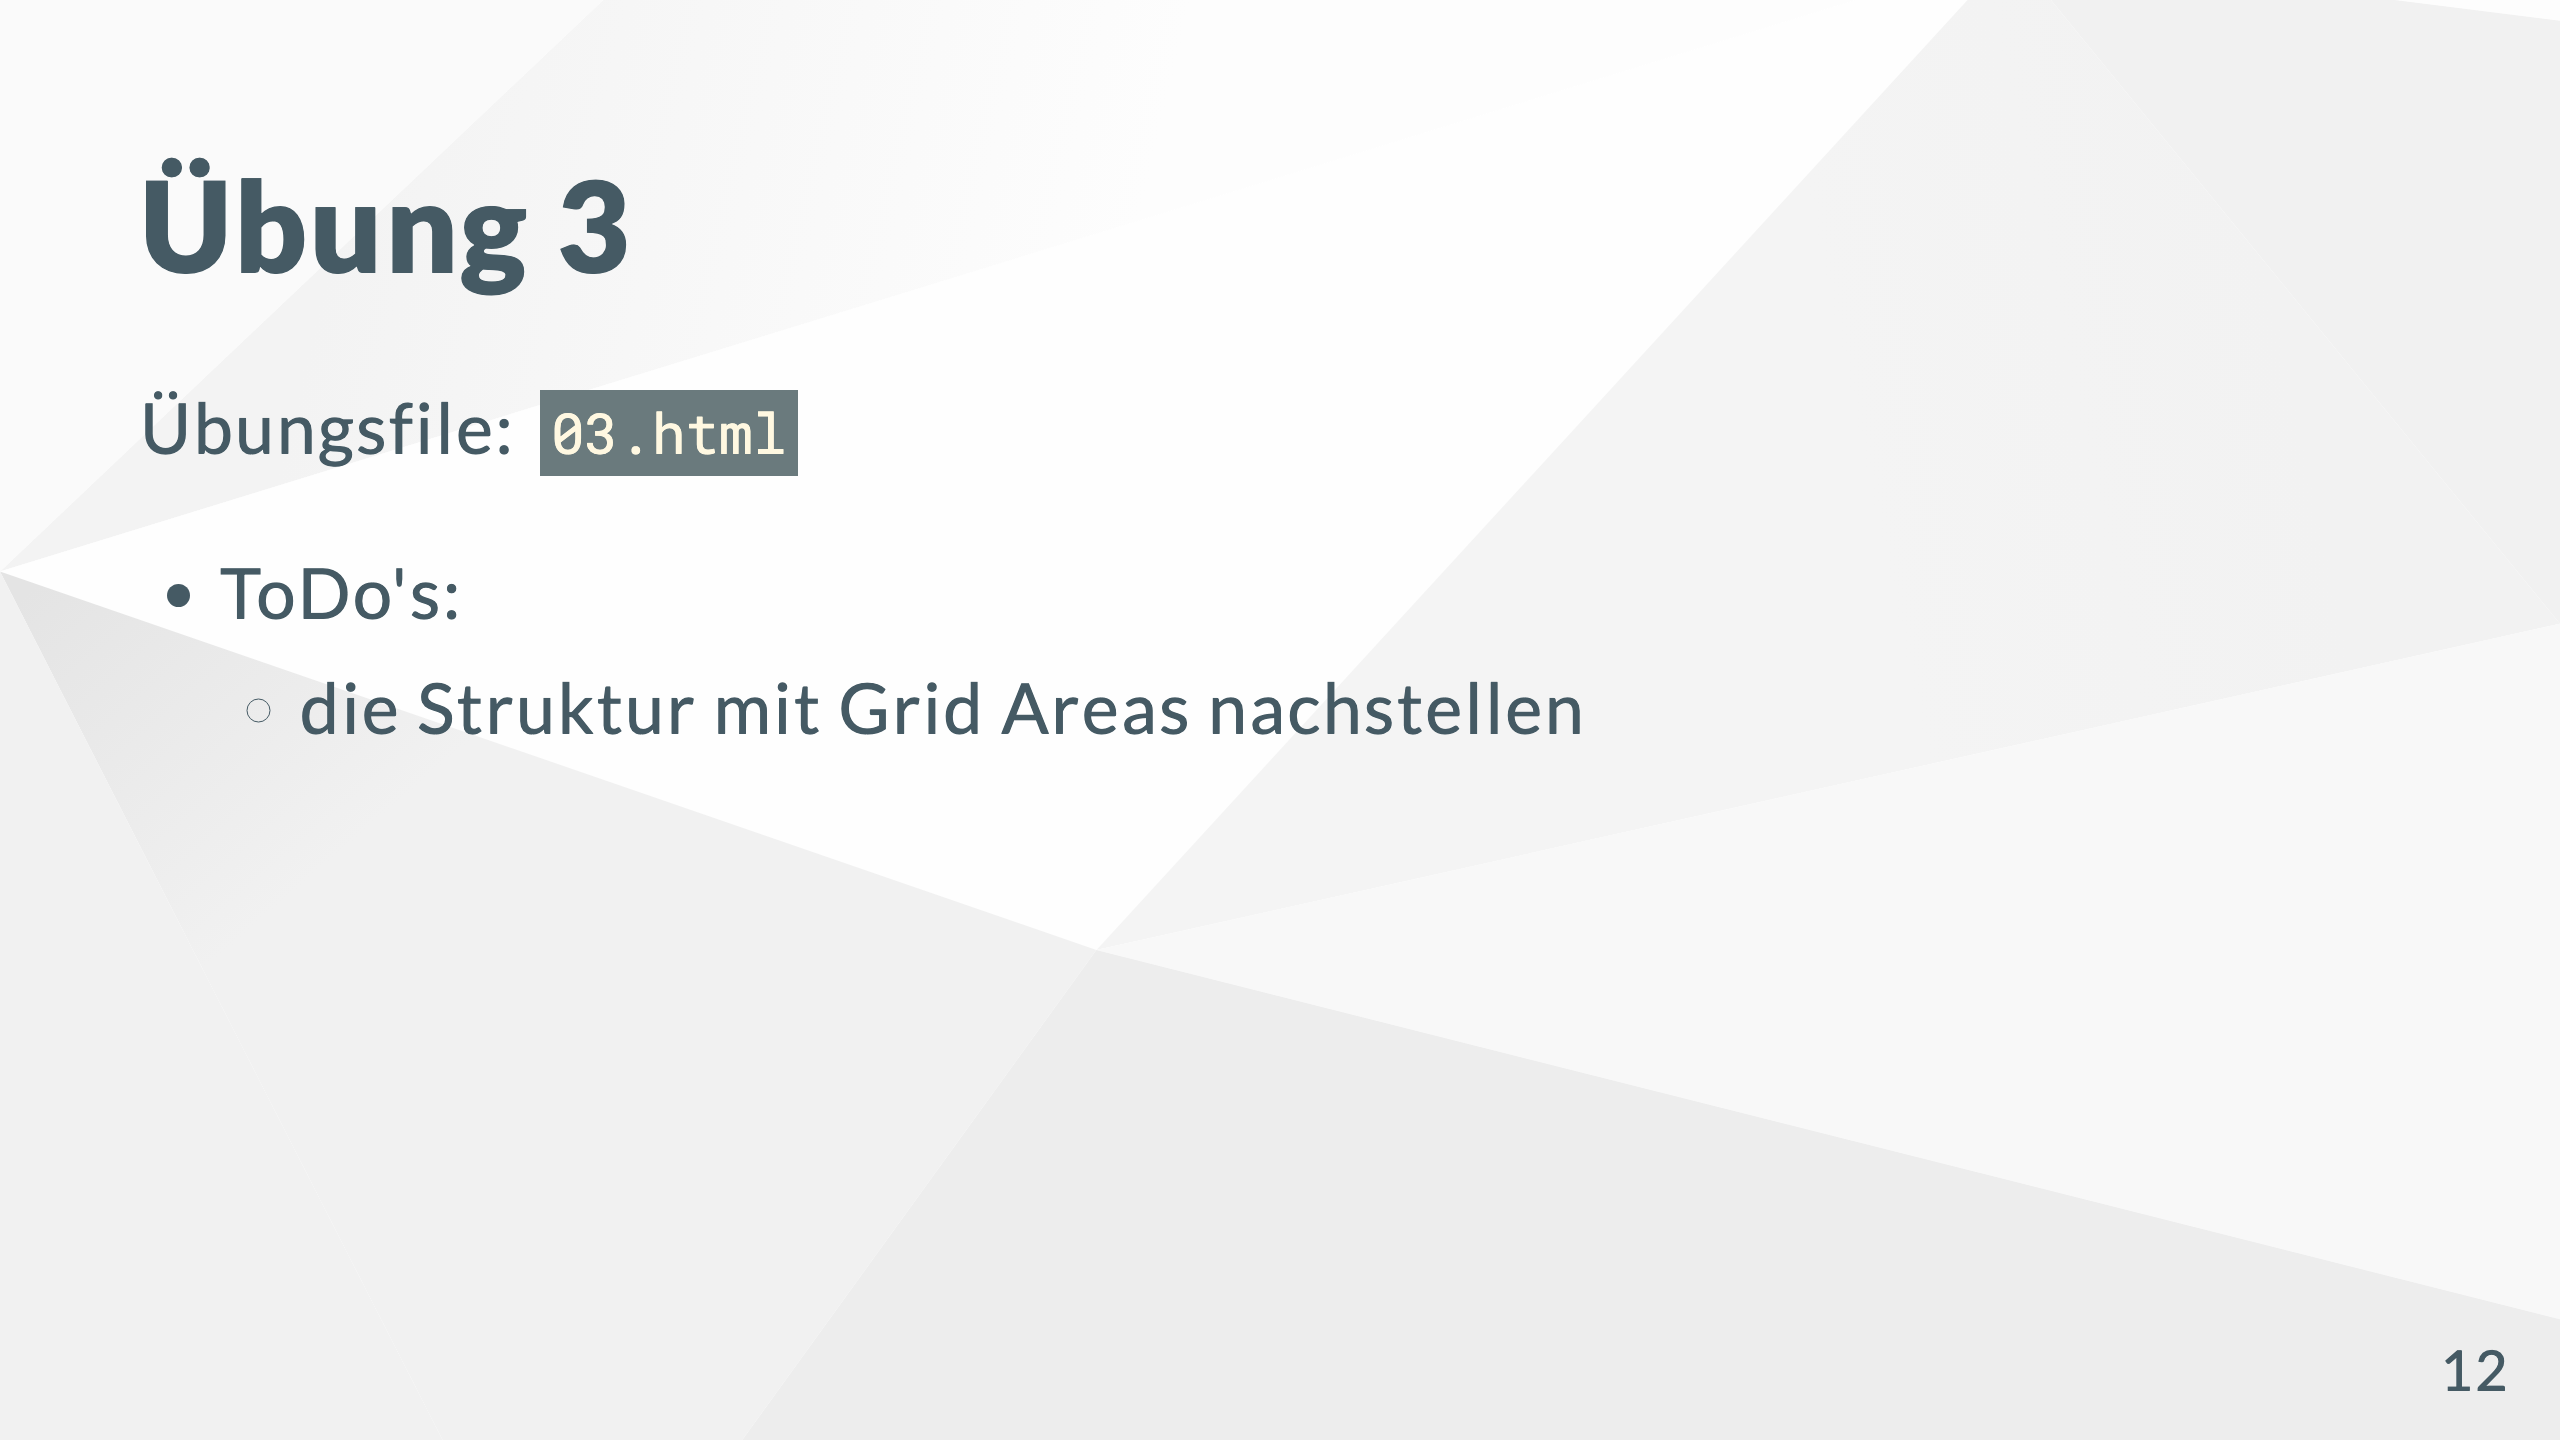 Übung 3
Übungsfile: 03.html
• ToDo's:
○ die Struktur mit Grid Areas nachstellen
12